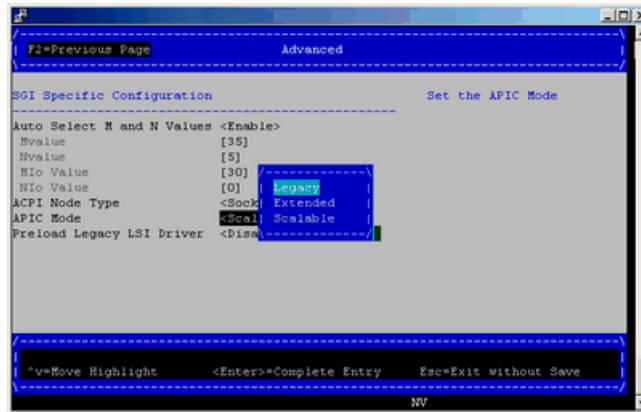 F2=Previous Page Advanced
SGI Specific Configuration Set the APIC Mode
Auto Select M and N Values <Enable>
Mvalue [35]
Nvalue [5]
MIo Value [30]
NIo Value [0] Legacy
ACPI Node Type <Sock Extended
APIC Mode <Scal Scalable
Preload Legacy LSI Driver <Disa
^v=Move Highlight <Enter>=Complete Entry Esc=Exit without Save
NV